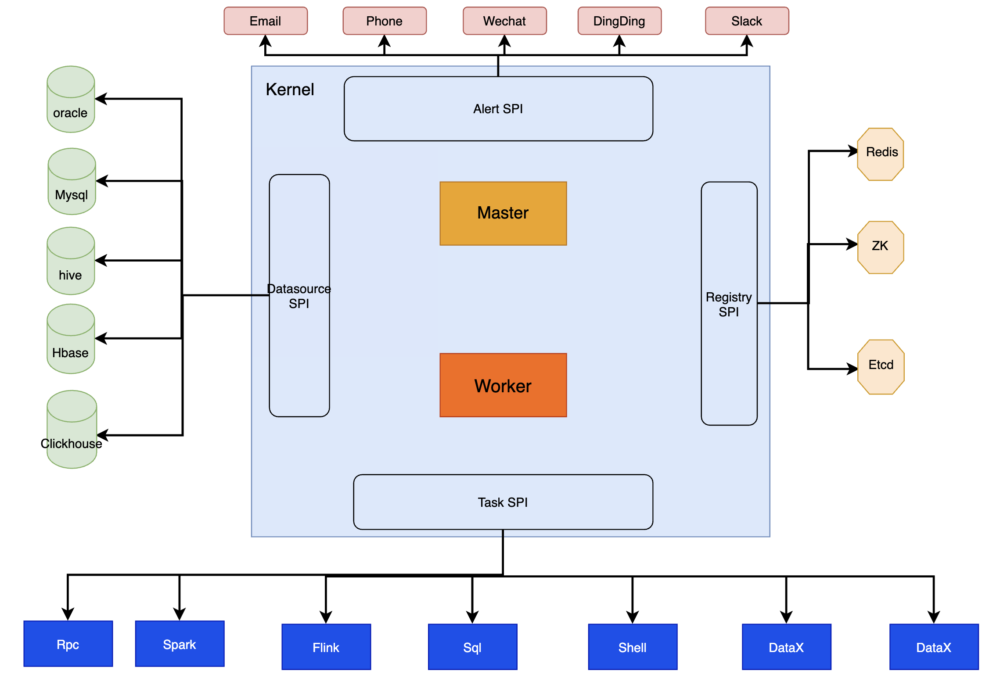 Email
Phone
Wechat
DingDing
Slack
Kernel
Alert SPI
oracle
Mysql
hive
Hbase
Clickhouse
Datasource
SPI
Master
Worker
Registry
SPI
Redis
ZK
Etcd
Task SPI
Rpc
Spark
Flink
Sql
Shell
DataX
DataX